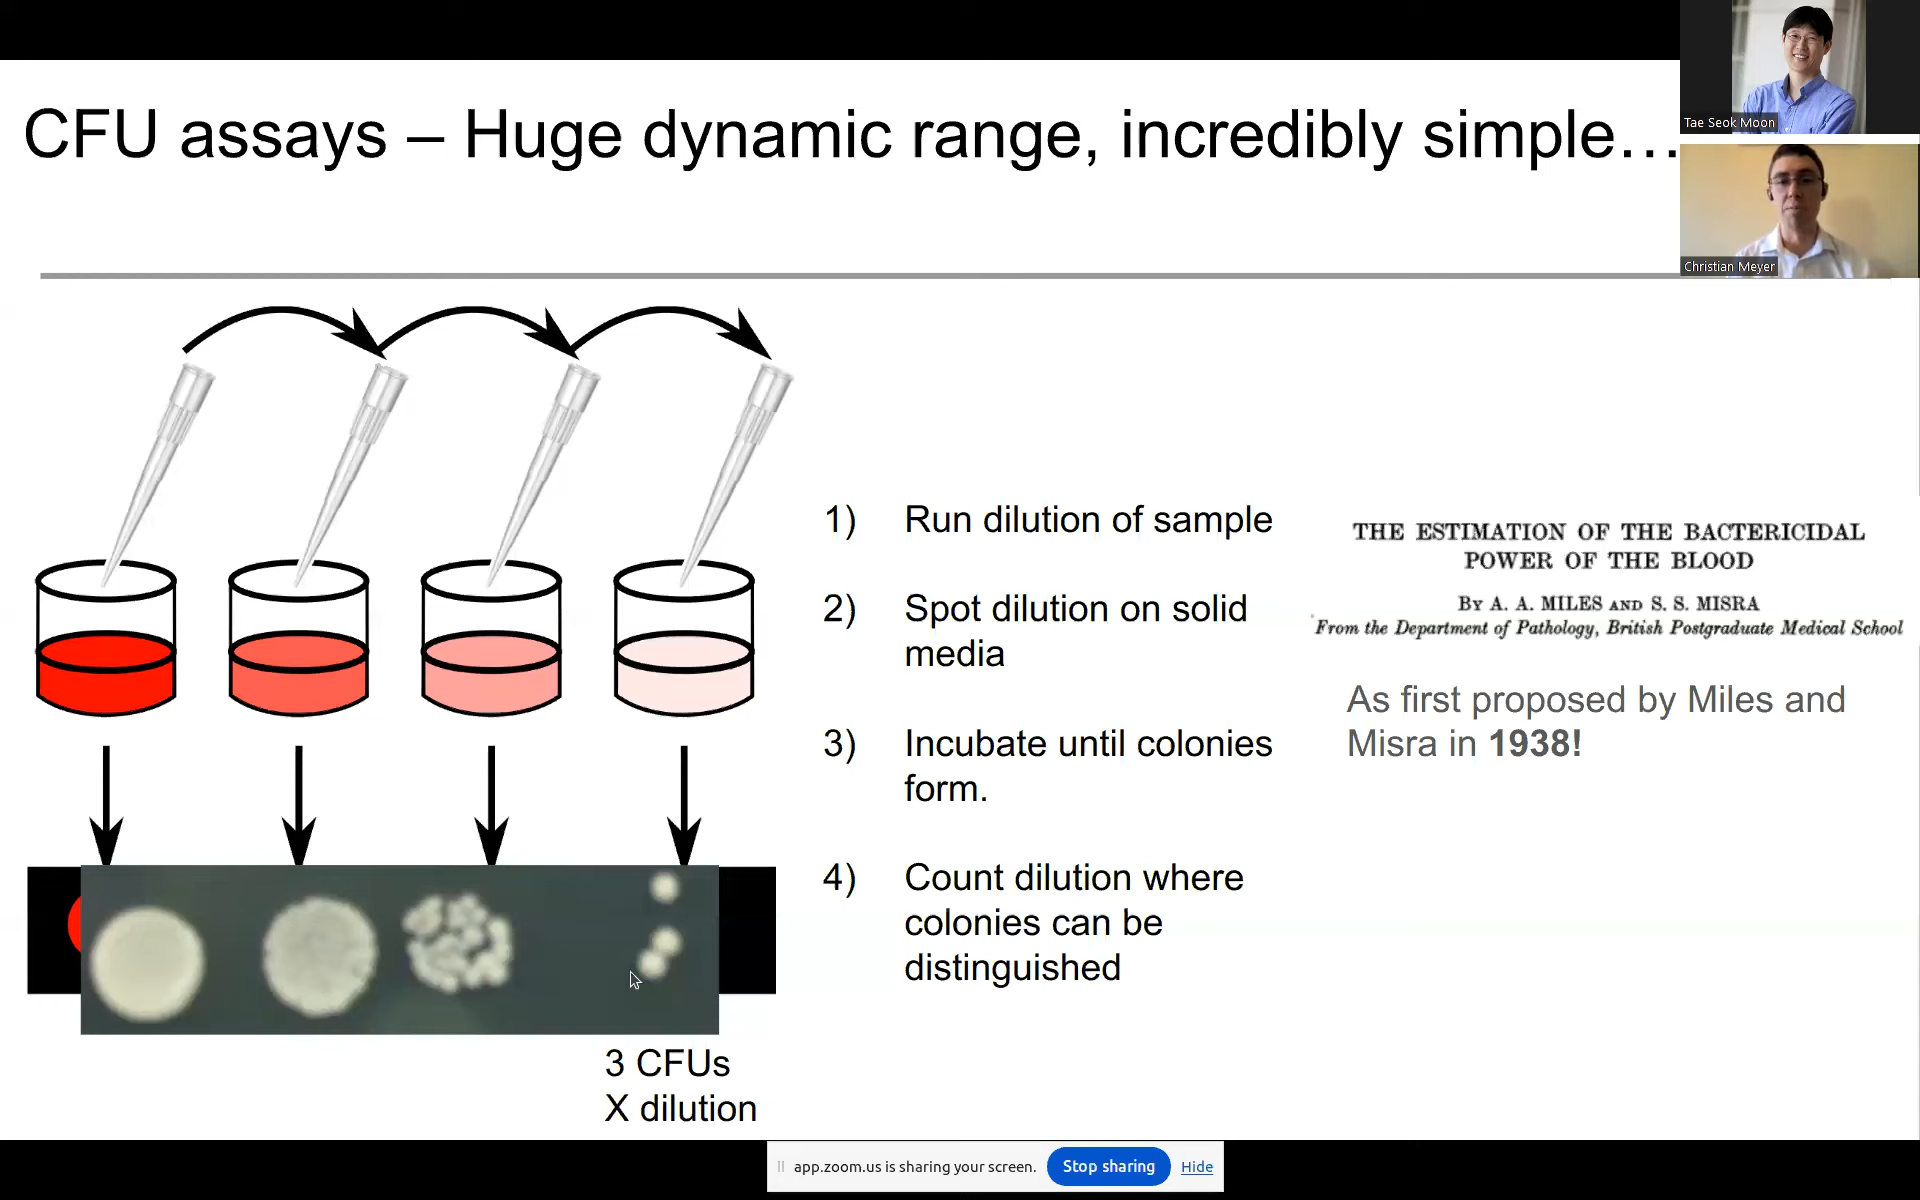 CFU assays – Huge dynamic range, incredibly simple…
Tae Seok Moon
Christian Meyer
1) Run dilution of sample
2) Spot dilution on solid
media
3) Incubate until colonies
form.
4) Count dilution where
colonies can be
distinguished
THE ESTIMATION OF THE BACTERICIDAL
POWER OF THE BLOOD
By A. A. MILES AND S. S. MISRA
From the Department of Pathology, British Postgraduate Medical School
As first proposed by Miles and
Misra in 1938!
3 CFUs
X dilution
app.zoom.us is sharing your screen. Stop sharing Hide